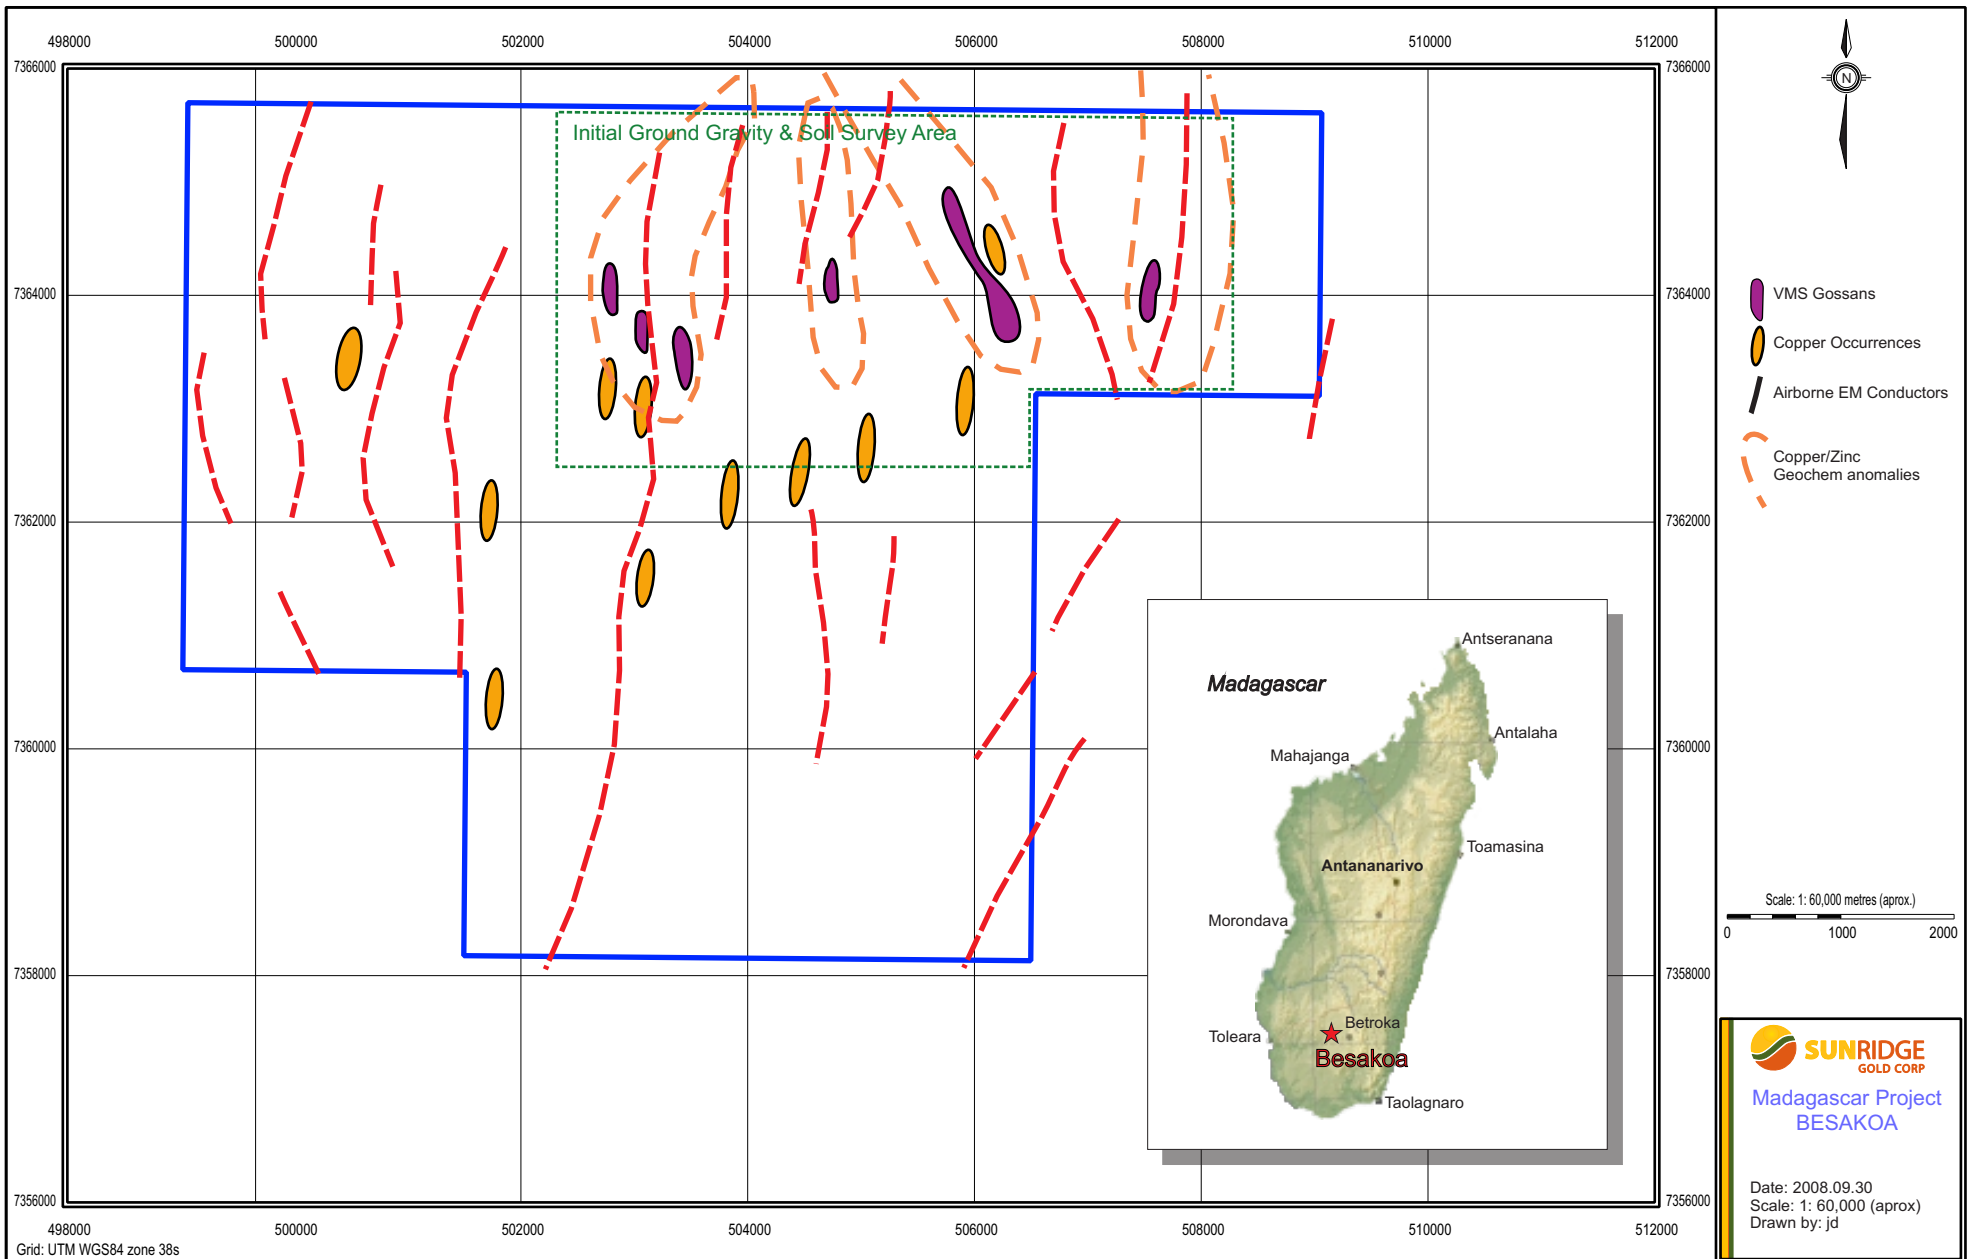 498000 500000 502000 504000 506000 508000 510000 512000
7366000 7366000
N
Initial Ground Gravity & Soil Survey Area
7364000 7364000
VMS Gossans
Copper Occurrences
Airborne EM Conductors
Copper/Zinc
Geochem anomalies
7362000 7362000
Madagascar
Antseranana
Antalaha
Mahajanga
7360000 7360000
Toamasina
Antananarivo
Morondava
Scale: 1: 60,000 metres (aprox.)
0 1000 2000
7358000 7358000
Betroka
Toleara
Besakoa
Taolagnaro
SUNRIDGE
GOLD CORP
Madagascar Project
BESAKOA
Date: 2008.09.30
Scale: 1: 60,000 (aprox)
Drawn by: jd
7356000 7356000
498000 500000 502000 504000 506000 508000 510000 512000
Grid: UTM WGS84 zone 38s